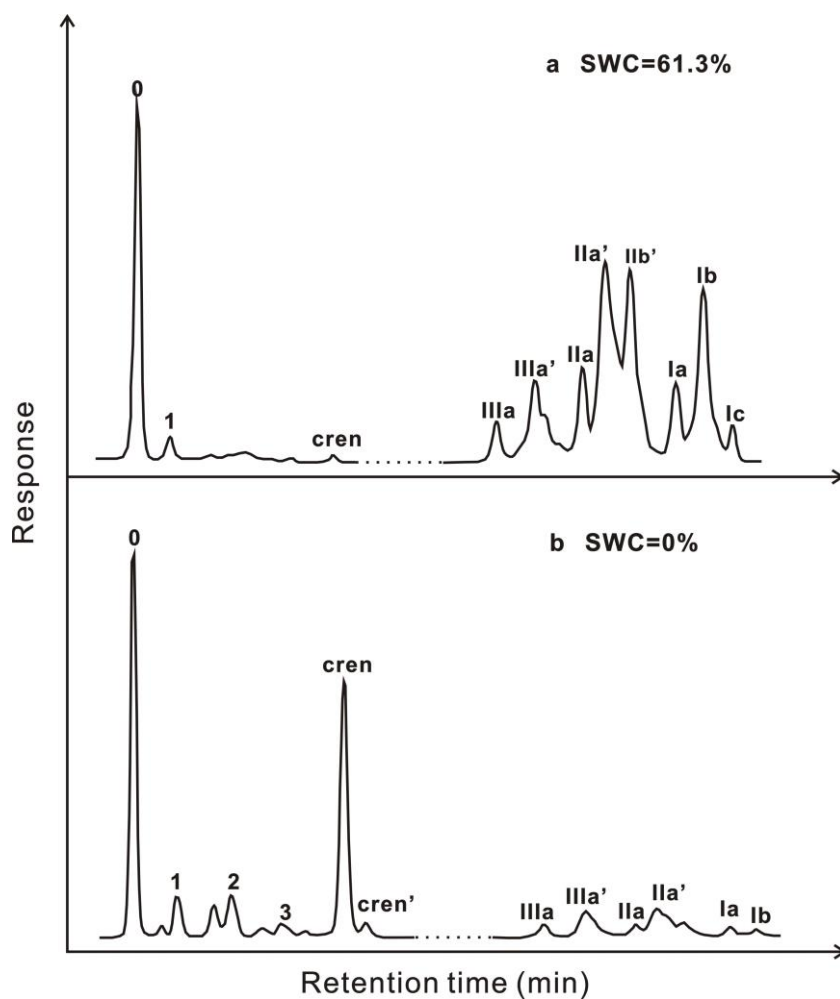 a SWC=61.3%
0
IIa’ IIb’
Ib
IIIa’ IIa Ia
IIIa Ic
1
cren
Response
b SWC=0%
0
cren
1 2 3 cren’
IIIa IIIa’ IIa IIa’ Ia Ib
Retention time (min)